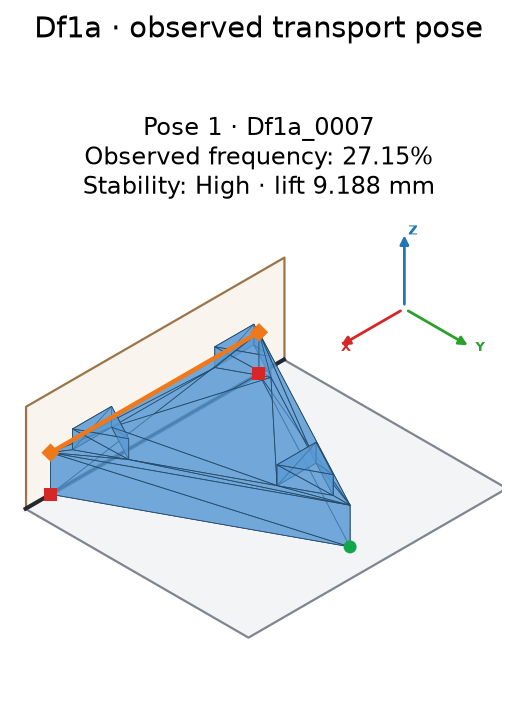 Df1a · observed transport pose
Pose 1 · Df1a_0007
Observed frequency: 27.15%
Stability: High · lift 9.188 mm
Z
X
Y